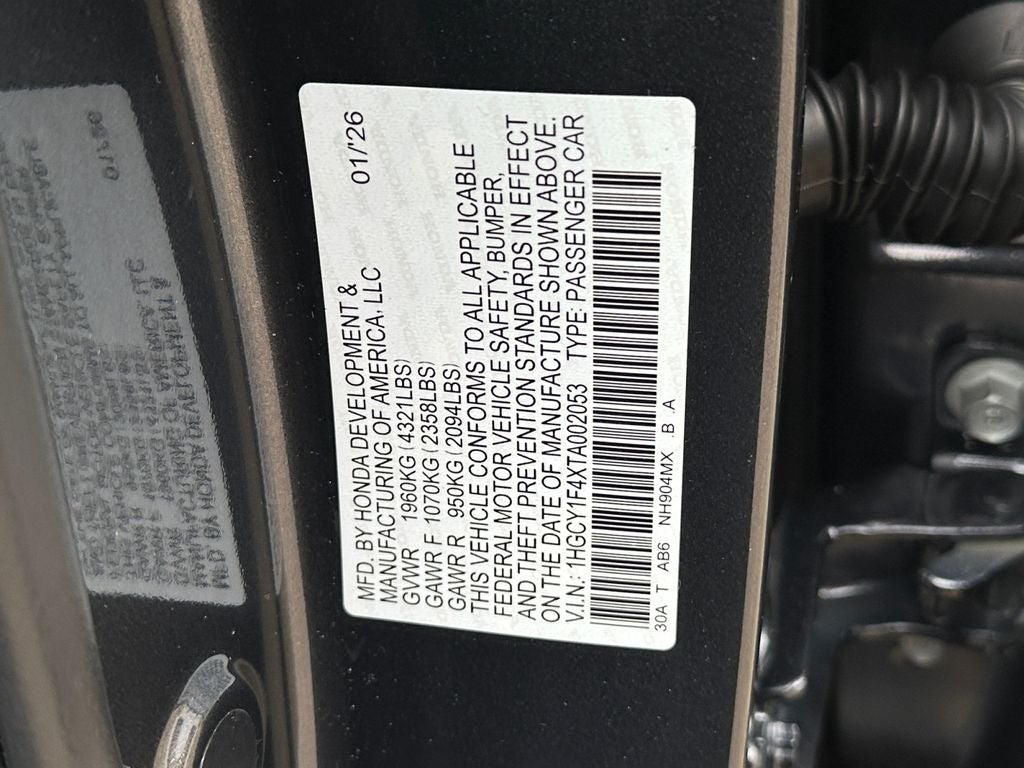 MFD. BY HONDA DEVELOPMENT & 01/'26
MANUFACTURING OF AMERICA, LLC
GVWR 1960KG (4321LBS)
GAWR F 1070KG (2358LBS)
GAWR R 950KG (2094LBS)
THIS VEHICLE CONFORMS TO ALL APPLICABLE
FEDERAL MOTOR VEHICLE SAFETY, BUMPER,
AND THEFT PREVENTION STANDARDS IN EFFECT
ON THE DATE OF MANUFACTURE SHOWN ABOVE.
V.I.N: 1HGCY1F4XTA002053 TYPE: PASSENGER CAR
30A T AB6 NH904MX .B .A